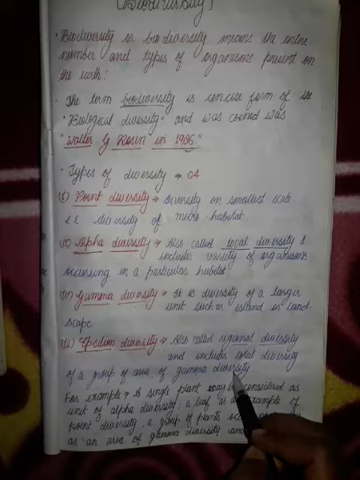 (Biodiversity)
· Biodiversity or biodiversity means the entire
number and types of organisms present on
the earth.
· The term biodiversity is concise form of the
"Biological diversity" and was coined was
"Walter G Rosen in 1986"
· Types of diversity → 04
(i) Point diversity → diversity on smallest scale
i.e diversity of micro habitat
(ii) Alpha diversity → Also called local diversity &
includes variety of organisms
occurring in a particular habitat
(iii) Gamma diversity → It is diversity of a larger
unit such as island or land-
scape
(iv) Epsilon diversity → Also called regional diversity
and includes total diversity
of a group of area of gamma diversity
For example → A single plant may be considered as
unit of alpha diversity, a leaf as an example of
point diversity, a group of plants
as an area of gamma diversity and